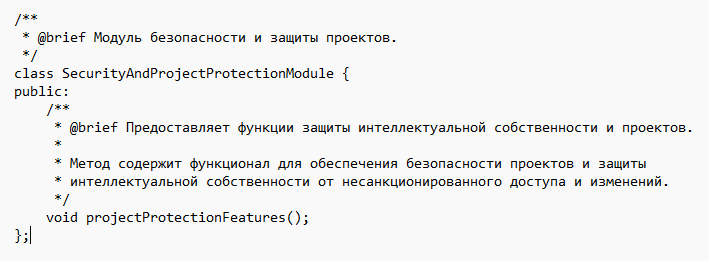 /**
 * @brief Модуль безопасности и защиты проектов.
 */
class SecurityAndProjectProtectionModule {
public:
    /**
     * @brief Предоставляет функции защиты интеллектуальной собственности и проектов.
     *
     * Метод содержит функционал для обеспечения безопасности проектов и защиты
     * интеллектуальной собственности от несанкционированного доступа и изменений.
     */
    void projectProtectionFeatures();
};